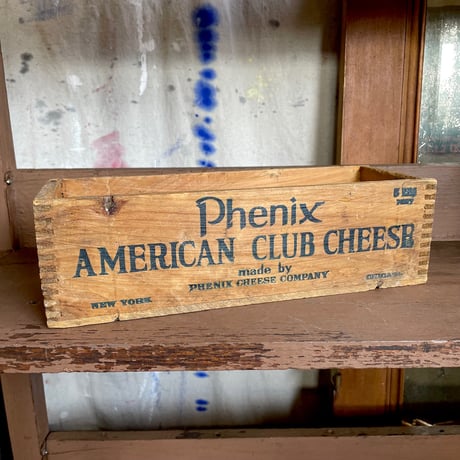 Phenix
AMERICAN CLUB CHEESE
made by
PHENIX CHEESE COMPANY
NEW YORK
CHICAGO